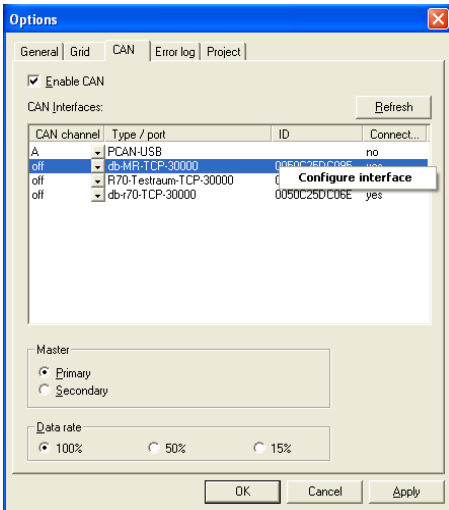 Options
General Grid CAN Error log Project
Enable CAN
CAN Interfaces:
Refresh
CAN channel Type / port ID Connect...
A PCAN-USB no
off db-MR-TCP-30000 0050C25DC095 yes
off R70-Testraum-TCP-30000
Configure interface
off db-r70-TCP-30000 0050C25DC06E yes
Master
Primary
Secondary
Data rate
100% 50% 15%
OK Cancel Apply